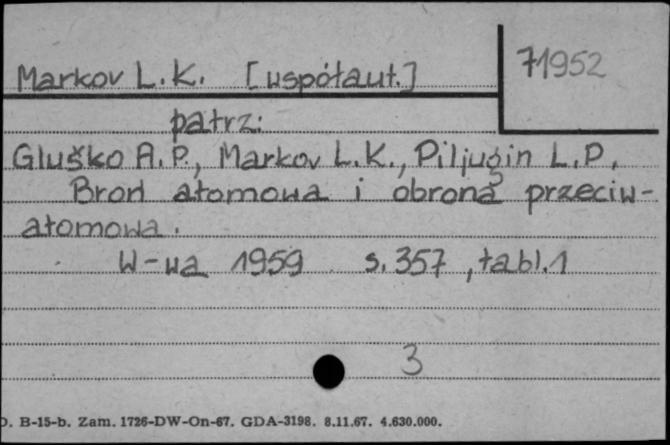 Markov L.K. [współaut.]
71952
patrz:
Gluško A.P., Markov L.K., Piljugin L.P.
Broń atomowa i obrona przeciw-
atomowa.
W-wa 1959 s. 357, tabl. 1
3
D. B-15-b. Zam. 1726-DW-On-67. GDA-3198. 8.11.67. 4.630.000.